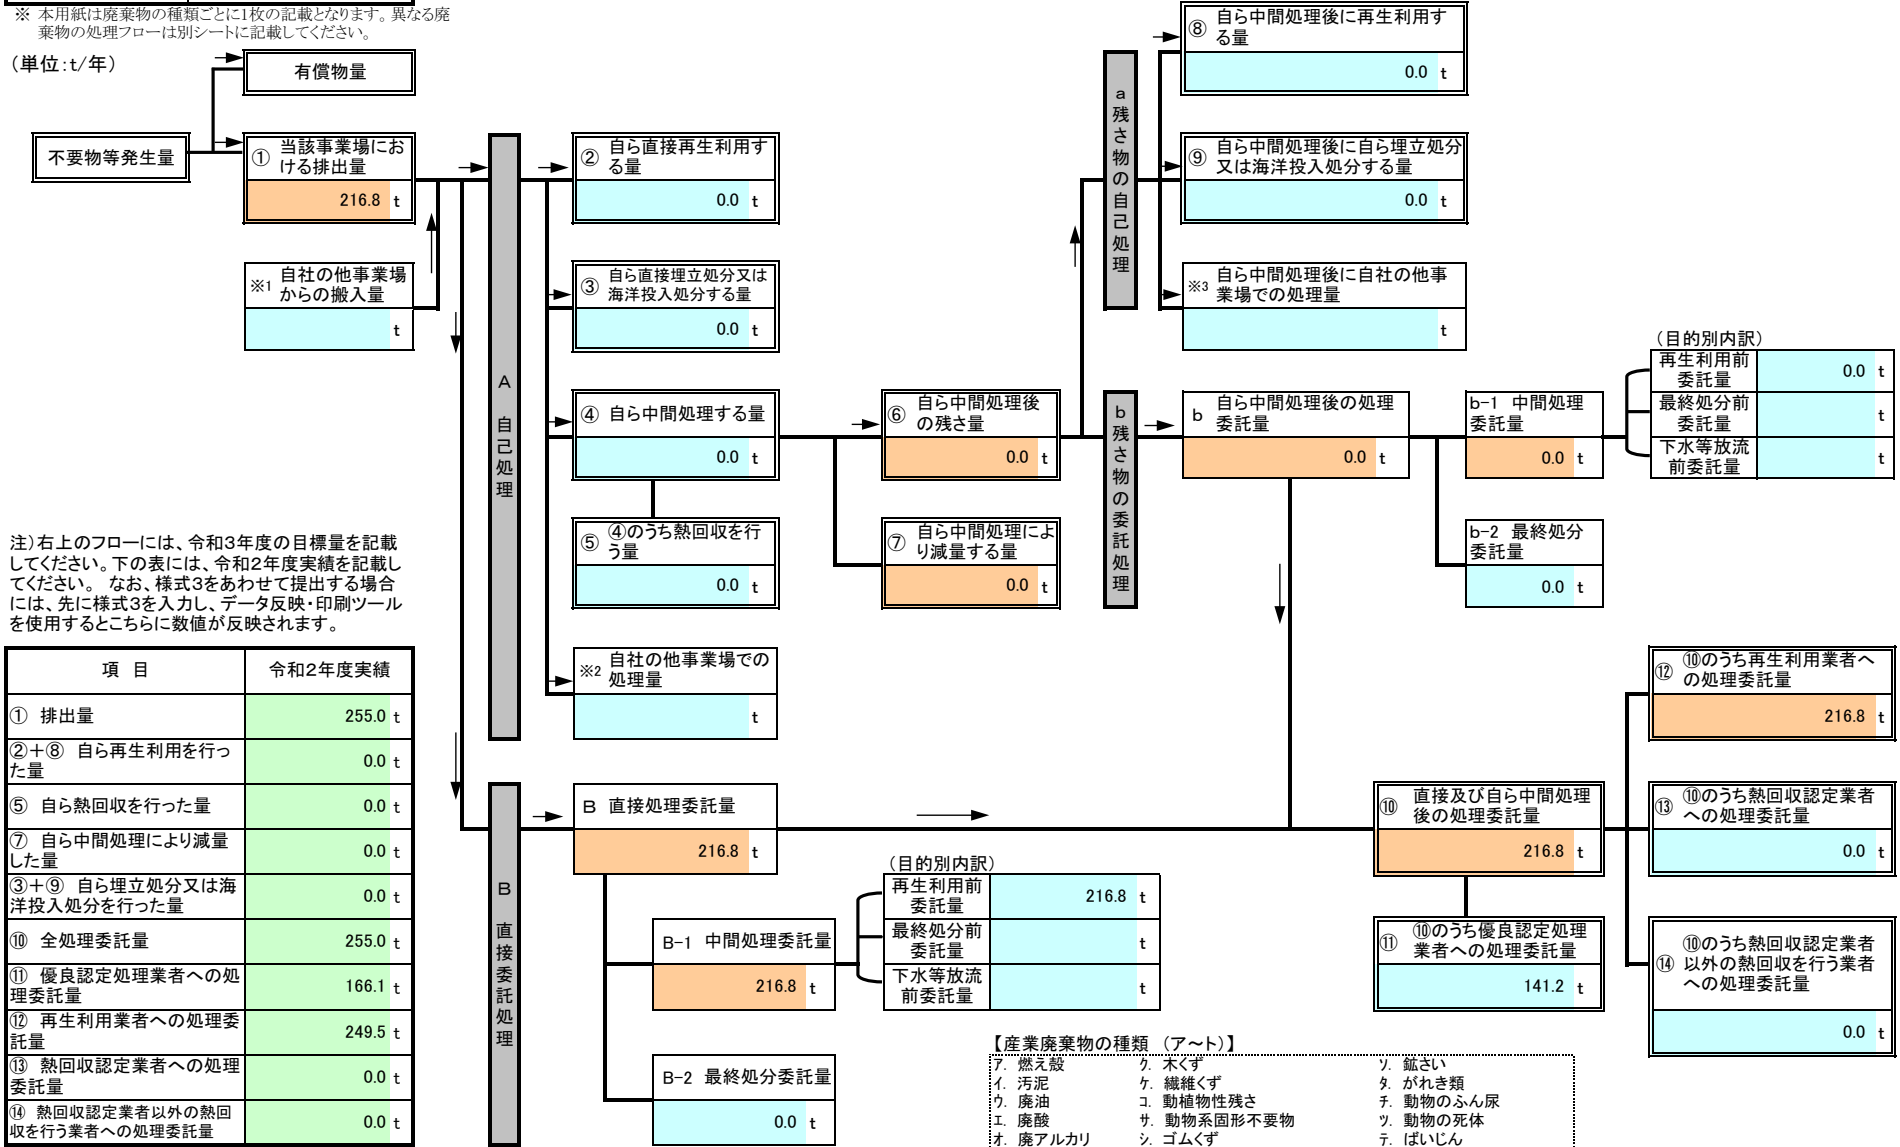 ※ 本用紙は廃棄物の種類ごとに1枚の記載となります。異なる廃
棄物の処理フローは別シートに記載してください。
(単位:t/年)
有償物量
不要物等発生量
① 当該事業場にお
ける排出量
216.8 t
※1 自社の他事業場
からの搬入量
t
A 自己処理
② 自ら直接再生利用す
る量
0.0 t
③ 自ら直接埋立処分又は
海洋投入処分する量
0.0 t
④ 自ら中間処理する量
0.0 t
⑤ ④のうち熱回収を行
う量
0.0 t
※2 自社の他事業場での
処理量
t
⑥ 自ら中間処理後
の残さ量
0.0 t
⑦ 自ら中間処理によ
り減量する量
0.0 t
a 残さ物の自己処理
⑧ 自ら中間処理後に再生利用す
る量
0.0 t
⑨ 自ら中間処理後に自ら埋立処分
又は海洋投入処分する量
0.0 t
※3 自ら中間処理後に自社の他事
業場での処理量
t
b 残さ物の委託処理
b 自ら中間処理後の処理
委託量
0.0 t
b-1 中間処理
委託量
0.0 t
b-2 最終処分
委託量
0.0 t
(目的別内訳)
再生利用前
委託量
0.0 t
最終処分前
委託量
t
下水等放流
前委託量
t
注)右上のフローには、令和3年度の目標量を記載
してください。下の表には、令和2年度実績を記載し
てください。 なお、様式3をあわせて提出する場合
には、先に様式3を入力し、データ反映・印刷ツール
を使用するとこちらに数値が反映されます。
項 目 令和2年度実績
① 排出量 255.0 t
②+⑧ 自ら再生利用を行っ
た量 0.0 t
⑤ 自ら熱回収を行った量 0.0 t
⑦ 自ら中間処理により減量
した量 0.0 t
③+⑨ 自ら埋立処分又は海
洋投入処分を行った量 0.0 t
⑩ 全処理委託量 255.0 t
⑪ 優良認定処理業者への処
理委託量 166.1 t
⑫ 再生利用業者への処理委
託量 249.5 t
⑬ 熱回収認定業者への処理
委託量 0.0 t
⑭ 熱回収認定業者以外の熱回
収を行う業者への処理委託量 0.0 t
B 直接委託処理
B 直接処理委託量
216.8 t
B-1 中間処理委託量
216.8 t
B-2 最終処分委託量
0.0 t
(目的別内訳)
再生利用前
委託量
216.8 t
最終処分前
委託量
t
下水等放流
前委託量
t
⑩ 直接及び自ら中間処理
後の処理委託量
216.8 t
⑪ ⑩のうち優良認定処理
業者への処理委託量
141.2 t
⑫ ⑩のうち再生利用業者へ
の処理委託量
216.8 t
⑬ ⑩のうち熱回収認定業者
への処理委託量
0.0 t
⑭ ⑩のうち熱回収認定業者
以外の熱回収を行う業者
への処理委託量
0.0 t
【産業廃棄物の種類 (ア～ト)】
ア. 燃え殻 ク. 木くず ソ. 鉱さい
イ. 汚泥 ケ. 繊維くず タ. がれき類
ウ. 廃油 コ. 動植物性残さ チ. 動物のふん尿
エ. 廃酸 サ. 動物系固形不要物 ツ. 動物の死体
オ. 廃アルカリ シ. ゴムくず テ. ばいじん